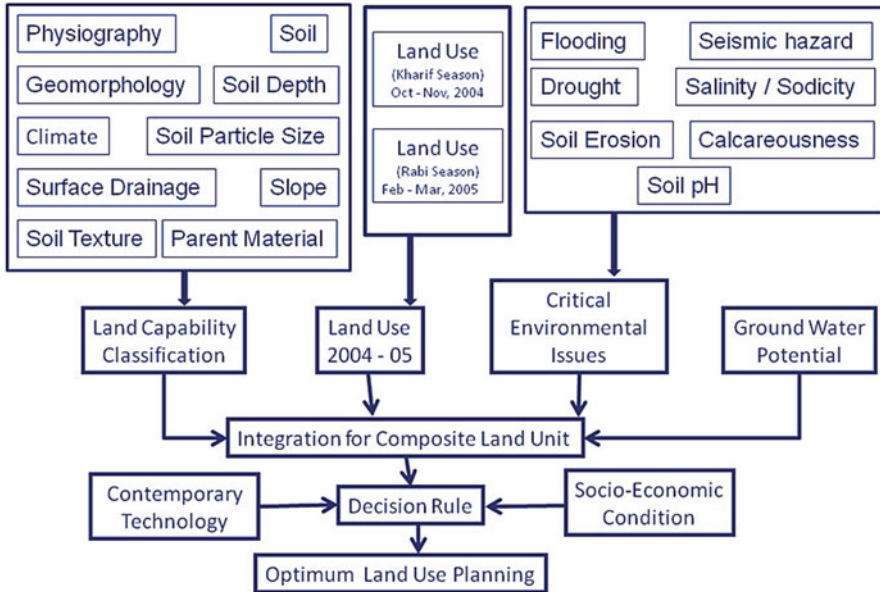 Physiography
Soil
Geomorphology
Soil Depth
Climate
Soil Particle Size
Surface Drainage
Slope
Soil Texture
Parent Material
Land Use
(Kharif Season)
Oct - Nov, 2004
Land Use
(Rabi Season)
Feb - Mar, 2005
Flooding
Seismic hazard
Drought
Salinity / Sodicity
Soil Erosion
Calcareousness
Soil pH
Land Capability
Classification
Land Use
2004 - 05
Critical
Environmental
Issues
Ground Water
Potential
Integration for Composite Land Unit
Contemporary
Technology
Decision Rule
Socio-Economic
Condition
Optimum Land Use Planning